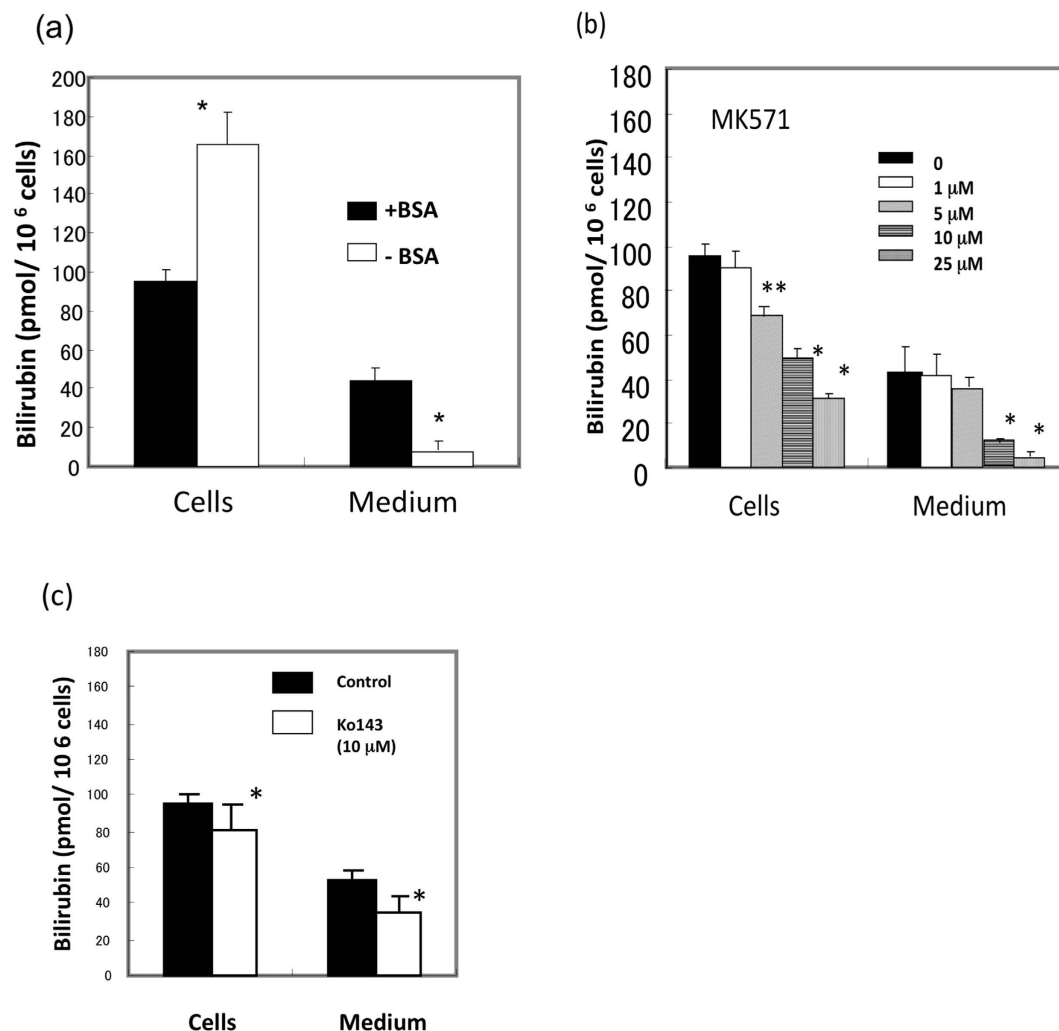 (a)
Bilirubin (pmol/ 10 6 cells)
200
180
160
140
120
100
80
60
40
20
0
*
*
+BSA
- BSA
Cells Medium
(b)
Bilirubin (pmol/ 10 6 cells)
180
160
140
120
100
80
60
40
20
0
MK571
0
1 μM
5 μM
10 μM
25 μM
**
*
*
*
*
Cells Medium
(c)
Bilirubin (pmol/ 10 6 cells)
180
160
140
120
100
80
60
40
20
0
Control
Ko143
(10 μM)
*
*
Cells Medium